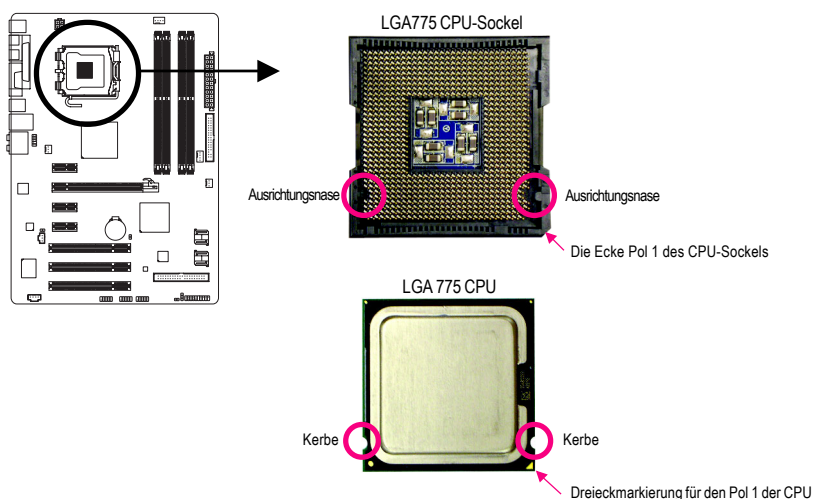 LGA775 CPU-Sockel
Ausrichtungsnase
Ausrichtungsnase
Die Ecke Pol 1 des CPU-Sockels
LGA 775 CPU
Kerbe
Kerbe
Dreieckmarkierung für den Pol 1 der CPU